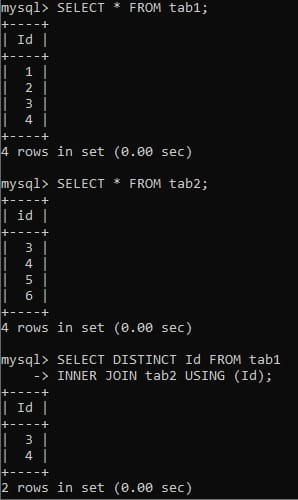 mysql> SELECT * FROM tab1;
+----+
| Id |
+----+
|  1 |
|  2 |
|  3 |
|  4 |
+----+
4 rows in set (0.00 sec)

mysql> SELECT * FROM tab2;
+----+
| id |
+----+
|  3 |
|  4 |
|  5 |
|  6 |
+----+
4 rows in set (0.00 sec)

mysql> SELECT DISTINCT Id FROM tab1
    -> INNER JOIN tab2 USING (Id);
+----+
| Id |
+----+
|  3 |
|  4 |
+----+
2 rows in set (0.00 sec)